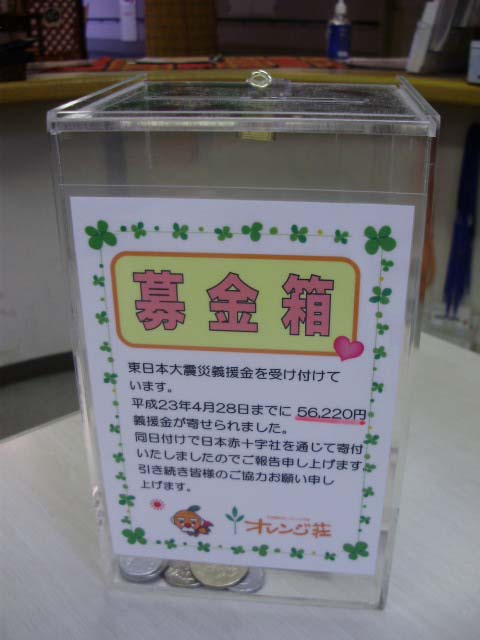 募金箱
東日本大震災義援金を受け付けて
います。
平成23年4月28日までに 56,220円
義援金が寄せられました。
同日付けで日本赤十字社を通じて寄付
いたしましたのでご報告申し上げます
引き続き皆様のご協力お願い申し
上げます。
オレンジ荘